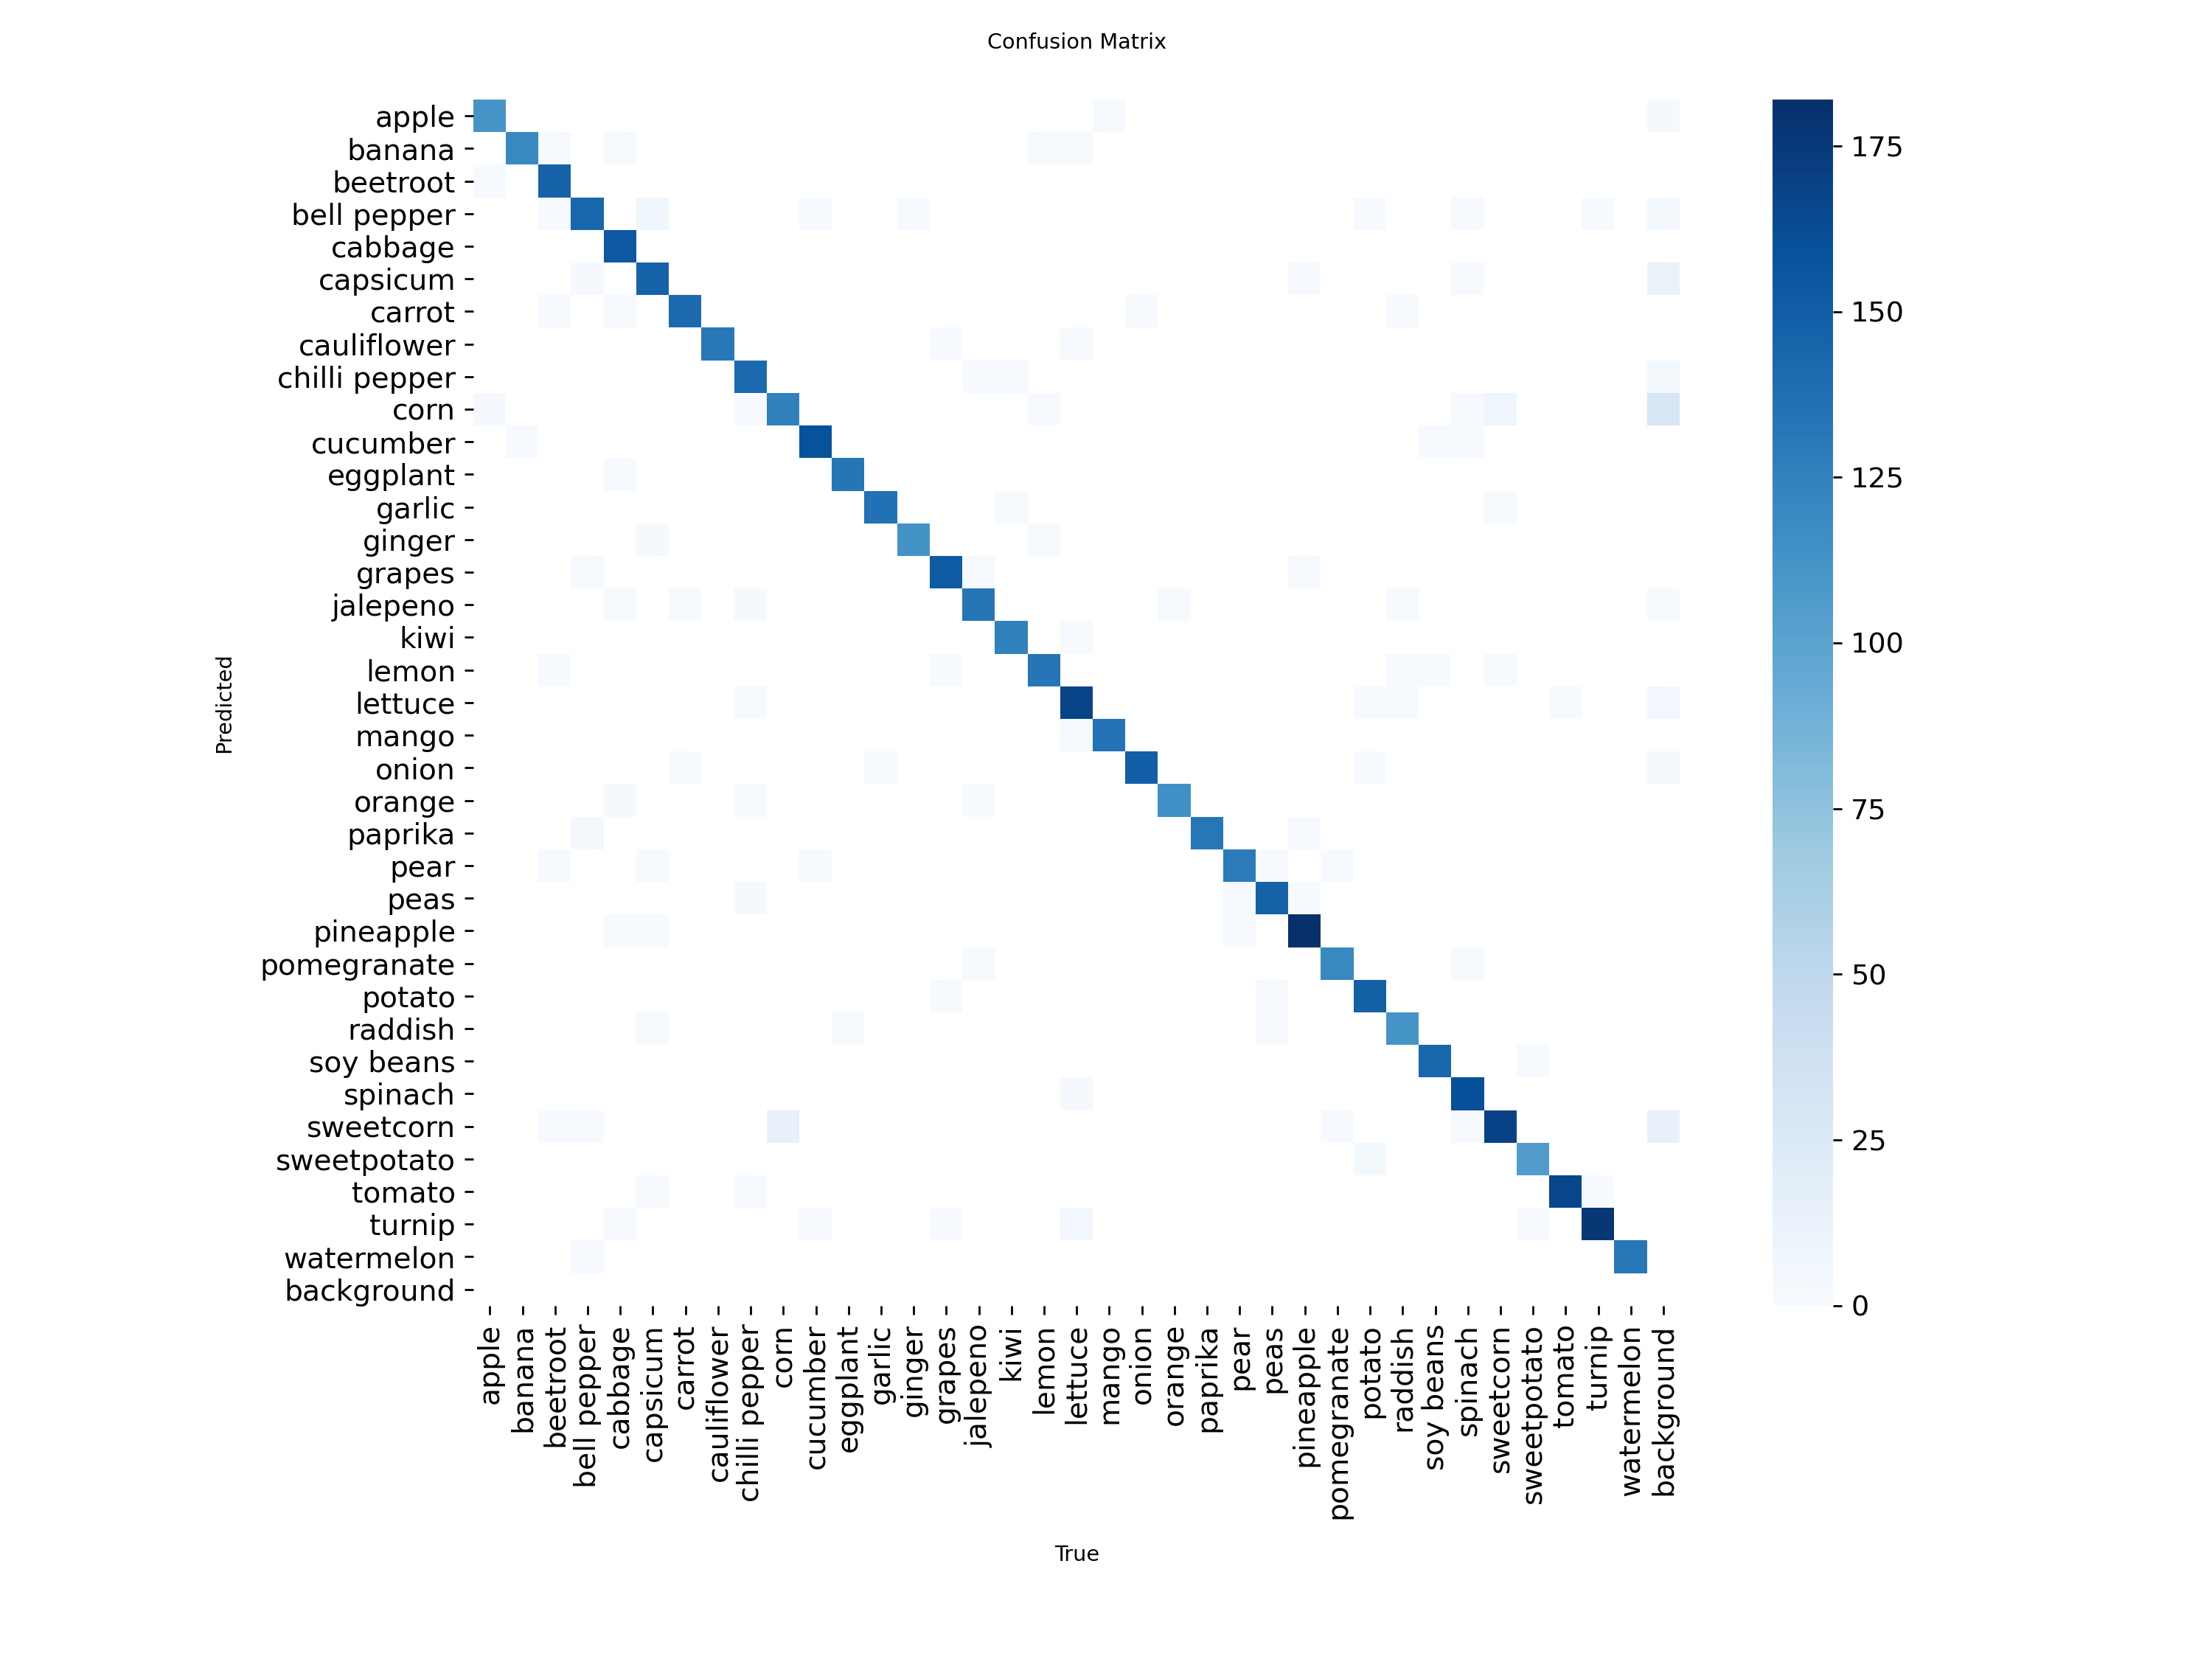 Confusion Matrix
apple
banana
beetroot
bell pepper
cabbage
capsicum
carrot
cauliflower
chilli pepper
corn
cucumber
eggplant
garlic
ginger
grapes
jalepeno
kiwi
lemon
lettuce
mango
onion
orange
paprika
pear
peas
pineapple
pomegranate
potato
raddish
soy beans
spinach
sweetcorn
sweetpotato
tomato
turnip
watermelon
background
Predicted
apple
banana
beetroot
bell pepper
cabbage
capsicum
carrot
cauliflower
chilli pepper
corn
cucumber
eggplant
garlic
ginger
grapes
jalepeno
kiwi
lemon
lettuce
mango
onion
orange
paprika
pear
peas
pineapple
pomegranate
potato
raddish
soy beans
spinach
sweetcorn
sweetpotato
tomato
turnip
watermelon
background
True
175
150
125
100
75
50
25
0